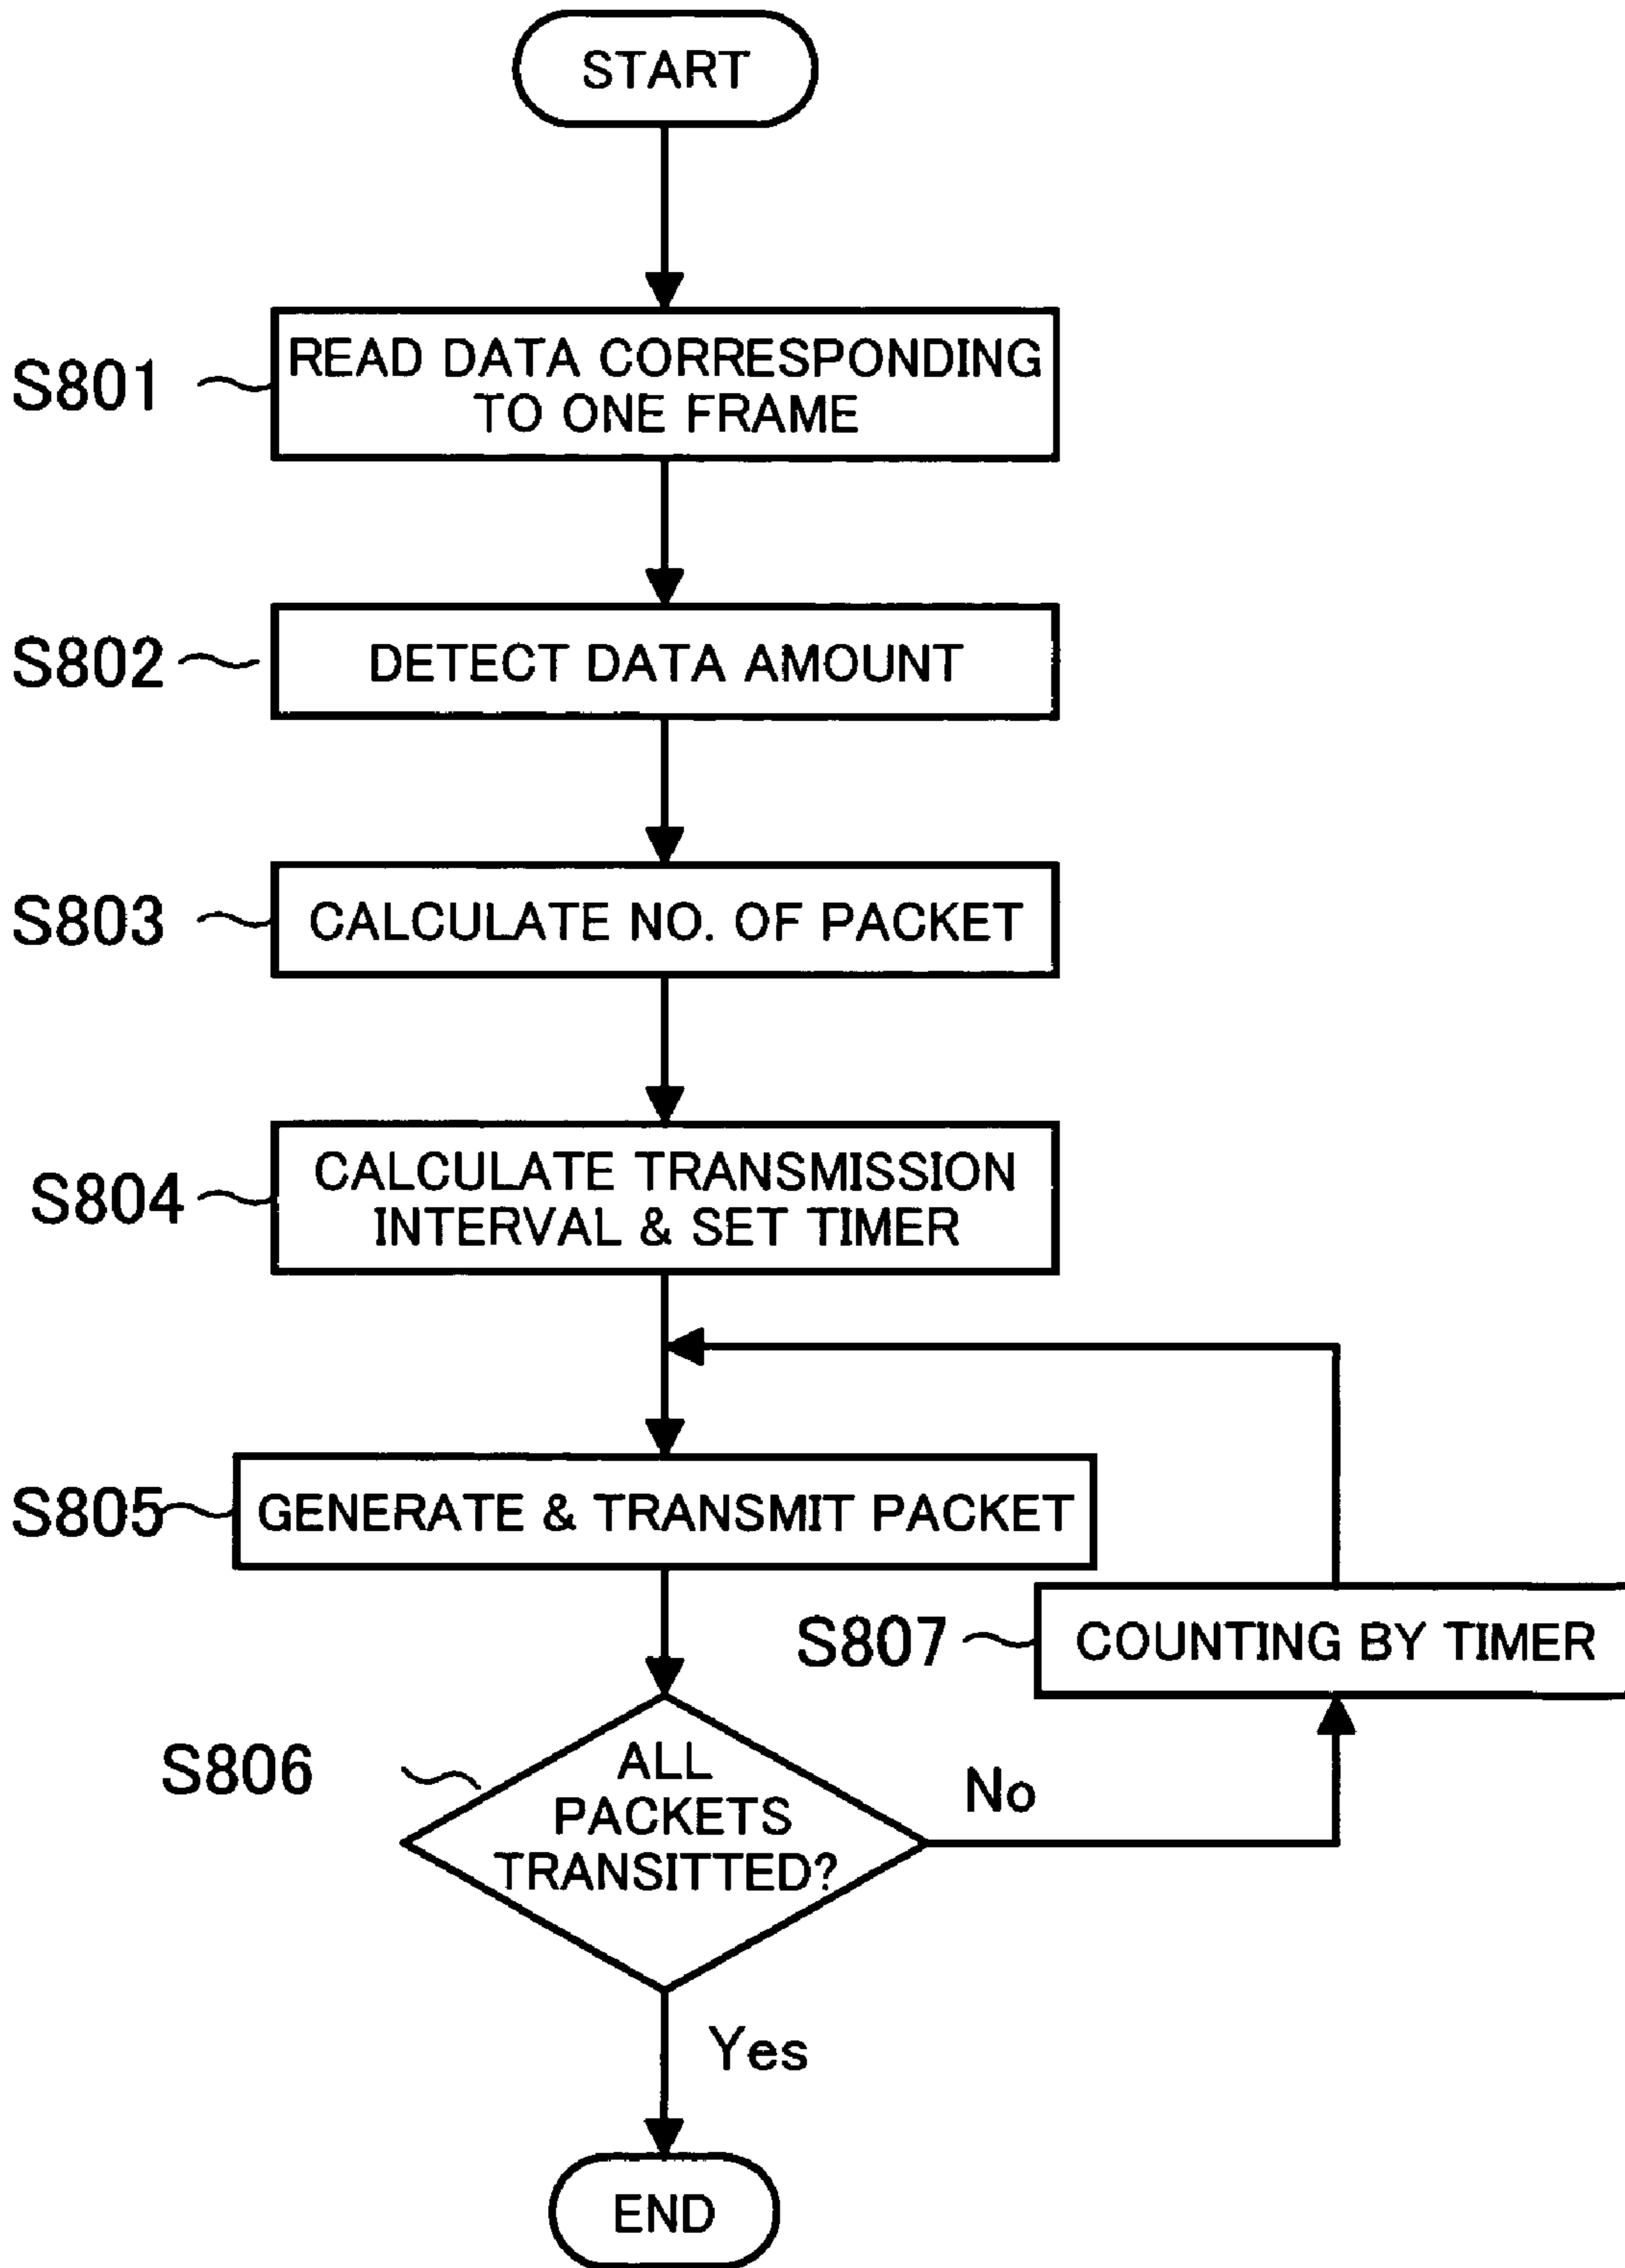 START
S801
READ DATA CORRESPONDING
TO ONE FRAME
S802
DETECT DATA AMOUNT
S803
CALCULATE NO. OF PACKET
S804
CALCULATE TRANSMISSION
INTERVAL & SET TIMER
S805
GENERATE & TRANSMIT PACKET
S807
COUNTING BY TIMER
S806
ALL
PACKETS
TRANSITTED?
No
Yes
END